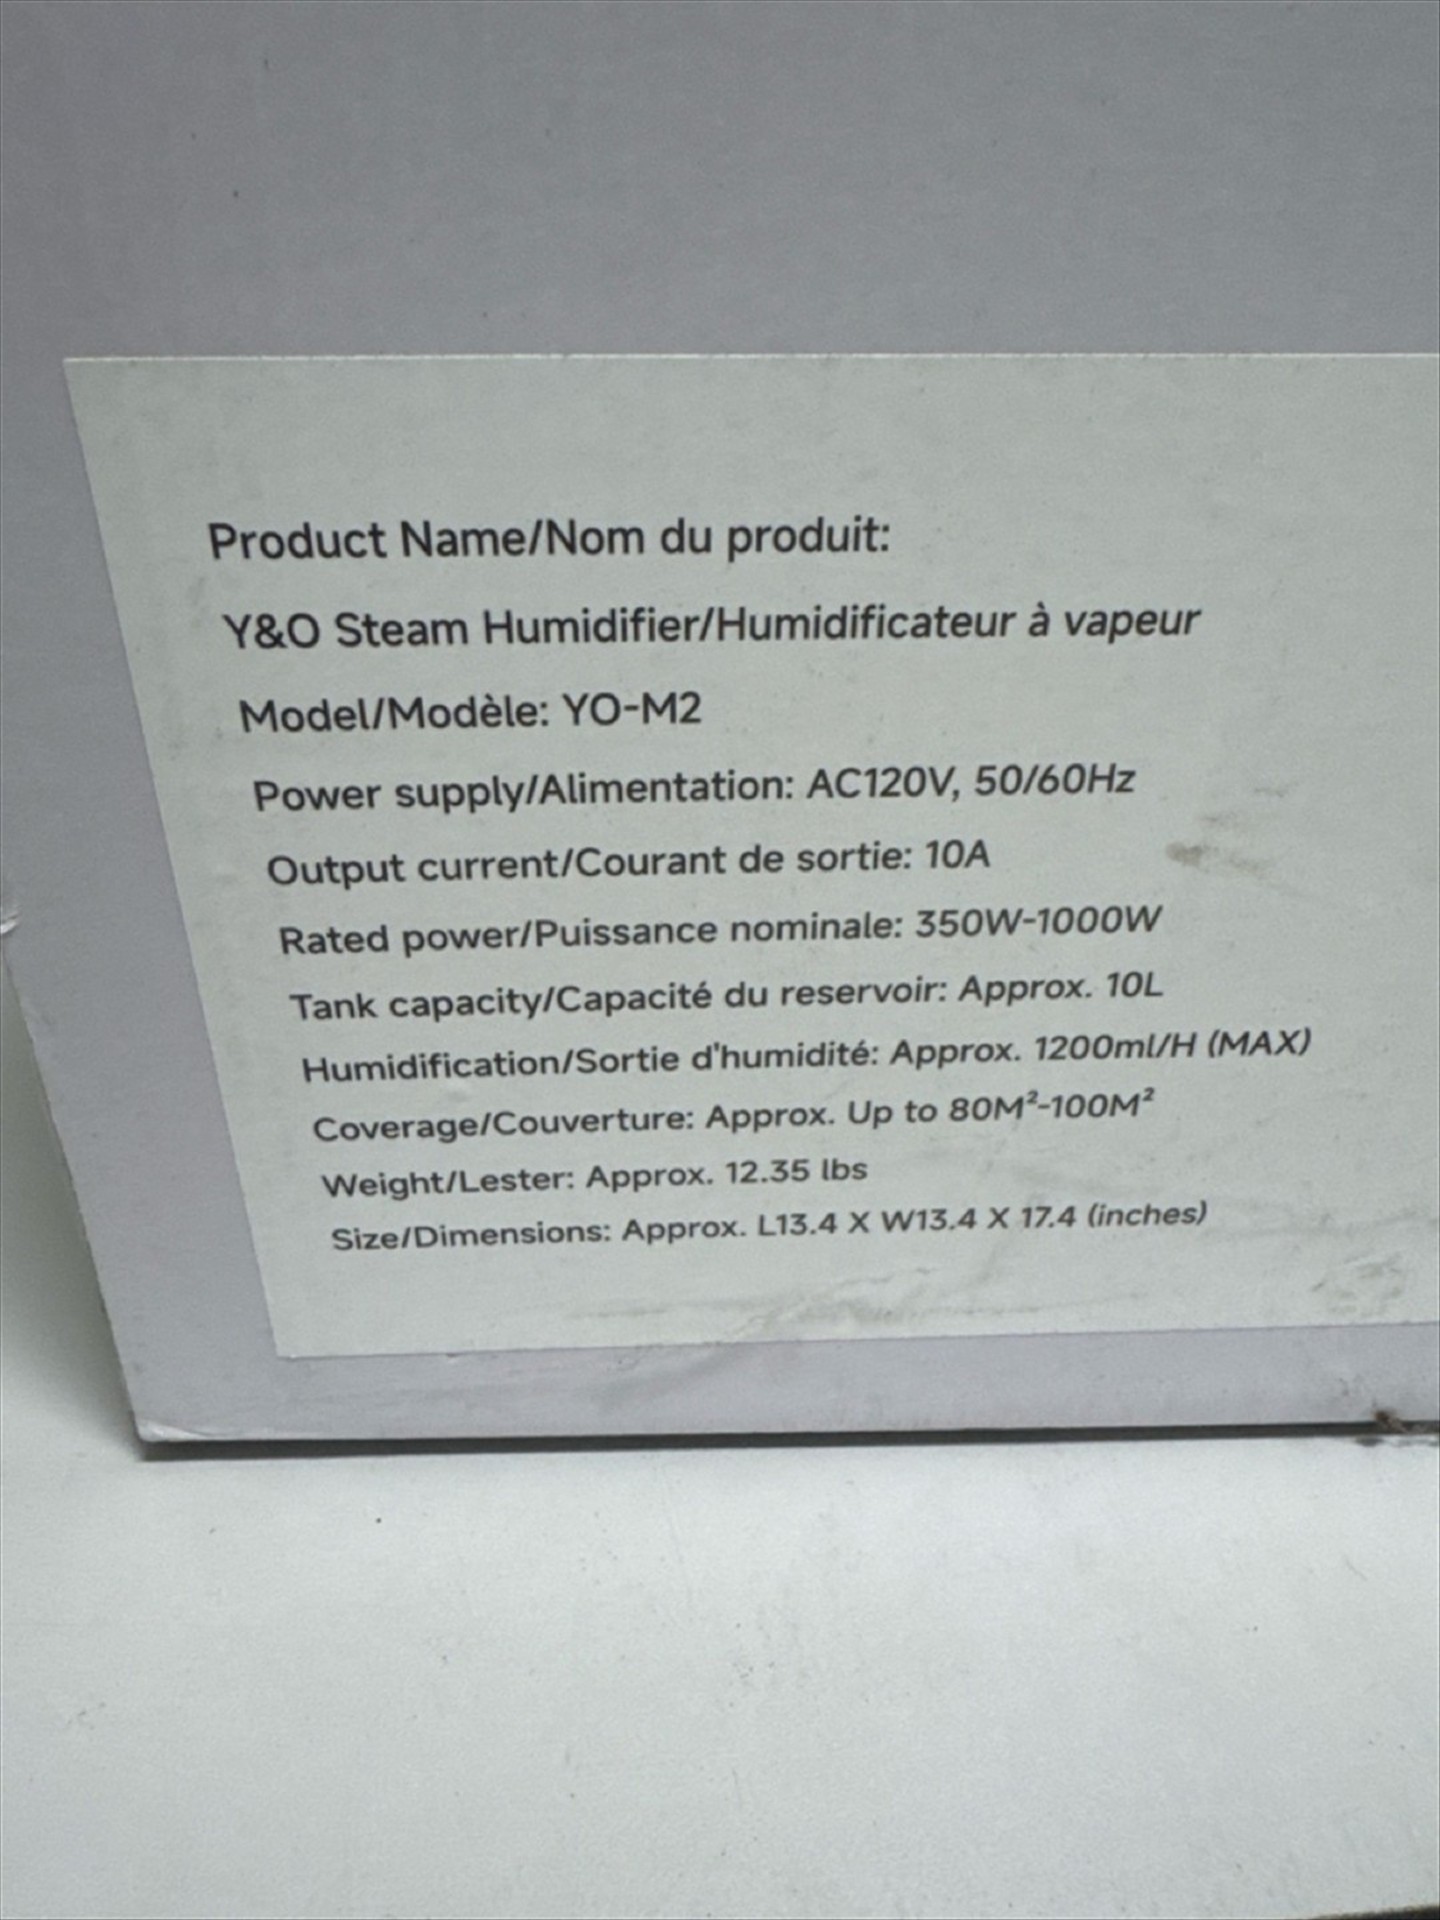 Product Name/Nom du produit:
Y&O Steam Humidifier/Humidificateur à vapeur
Model/Modèle: YO-M2
Power supply/Alimentation: AC120V, 50/60Hz
Output current/Courant de sortie: 10A
Rated power/Puissance nominale: 350W-1000W
Tank capacity/Capacité du reservoir: Approx. 10L
Humidification/Sortie d'humidité: Approx. 1200ml/H (MAX)
Coverage/Couverture: Approx. Up to 80M²-100M²
Weight/Lester: Approx. 12.35 lbs
Size/Dimensions: Approx. L13.4 X W13.4 X 17.4 (inches)